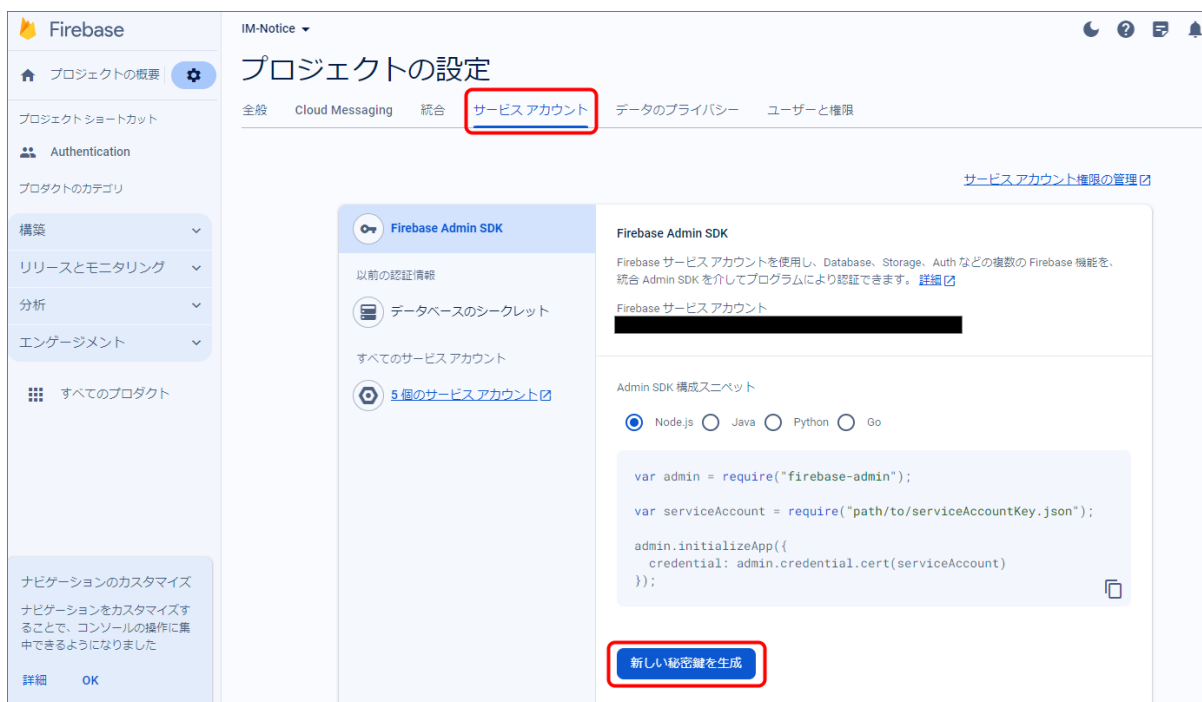 Firebase
IM-Notice
プロジェクトの概要
プロジェクトの設定
全般 Cloud Messaging 統合 サービス アカウント データのプライバシー ユーザーと権限
プロジェクト ショートカット
Authentication
プロダクトのカテゴリ
構築
リリースとモニタリング
分析
エンゲージメント
すべてのプロダクト
ナビゲーションのカスタマイズ
ナビゲーションをカスタマイズす
ることで、コンソールの操作に集
中できるようになりました
詳細 OK
サービス アカウント権限の管理
Firebase Admin SDK
以前の認証情報
データベースのシークレット
すべてのサービス アカウント
5 個のサービス アカウント
Firebase Admin SDK
Firebase サービス アカウントを使用し、Database、Storage、Auth などの複数の Firebase 機能を、
統合 Admin SDK を介してプログラムにより認証できます。 詳細
Firebase サービス アカウント
Admin SDK 構成スニペット
Node.js Java Python Go
var admin = require("firebase-admin");
var serviceAccount = require("path/to/serviceAccountKey.json");
admin.initializeApp({
credential: admin.credential.cert(serviceAccount)
});
新しい秘密鍵を生成